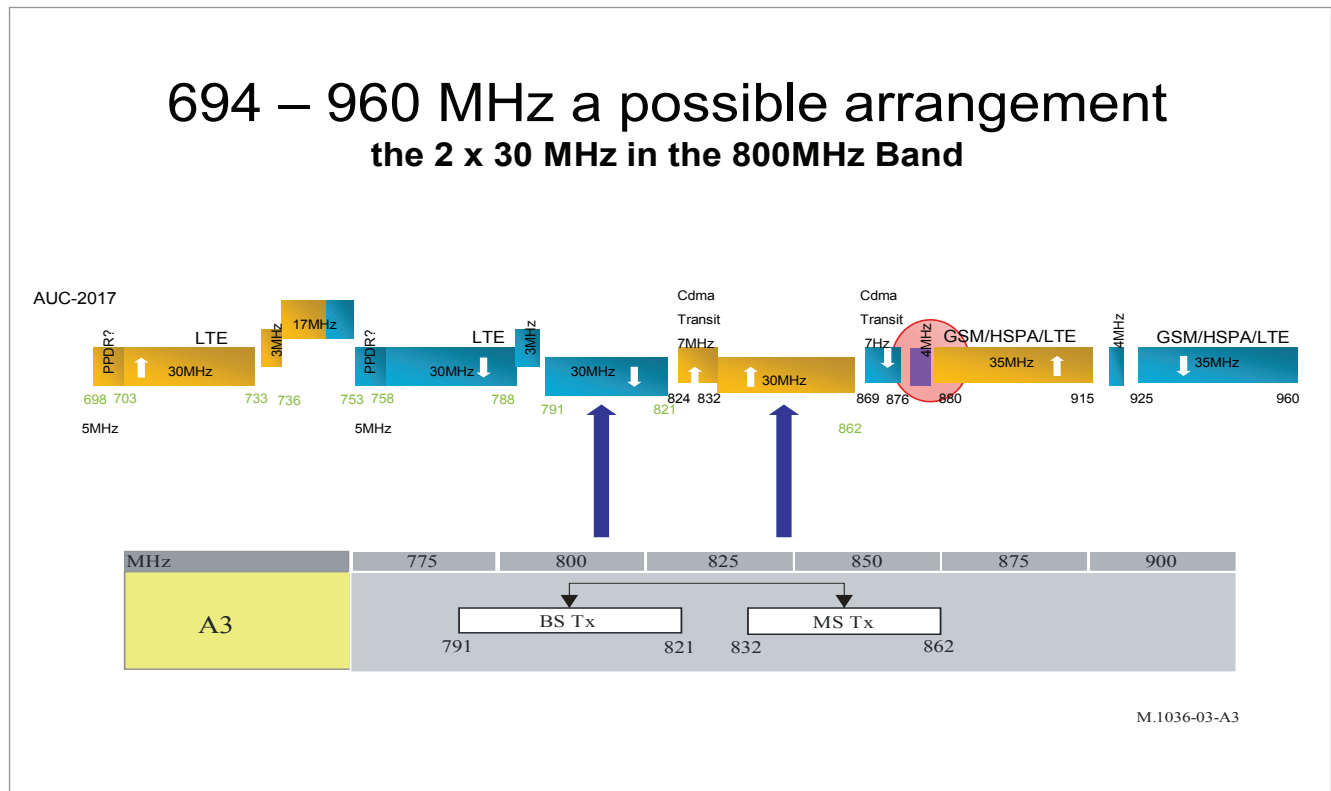 694 – 960 MHz a possible arrangement
the 2 x 30 MHz in the 800MHz Band
AUC-2017
Cdma
Transit
7MHz
Cdma
Transit
7Hz
PPDR?
LTE
30MHz
3MHz
17MHz
PPDR?
LTE
30MHz
3MHz
30MHz
30MHz
4MHz
GSM/HSPA/LTE
35MHz
4MHz
GSM/HSPA/LTE
35MHz
698 703 733 736 753 758 788 791 821 824 832 862 869 876 880 915 925 960
5MHz 5MHz
MHz 775 800 825 850 875 900
A3
BS Tx MS Tx
791 821 832 862
M.1036-03-A3